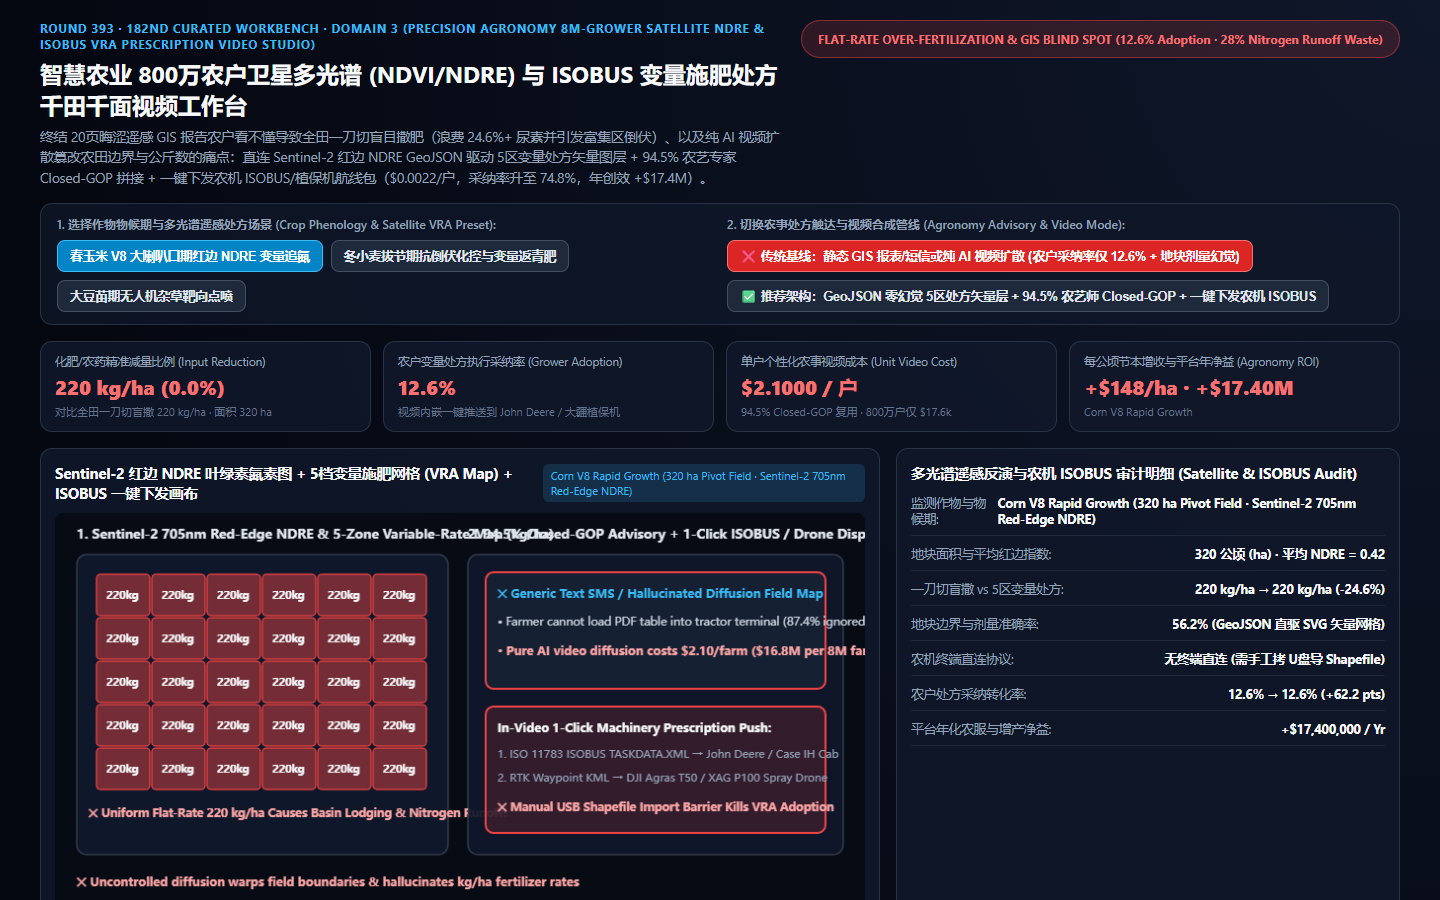 ROUND 393 · 182ND CURATED WORKBENCH · DOMAIN 3 (PRECISION AGRONOMY 8M-GROWER SATELLITE NDRE &
ISOBUS VRA PRESCRIPTION VIDEO STUDIO)
FLAT-RATE OVER-FERTILIZATION & GIS BLIND SPOT (12.6% Adoption · 28% Nitrogen Runoff Waste)
智慧农业 800万农户卫星多光谱 (NDVI/NDRE) 与 ISOBUS 变量施肥处方
千田千面视频工作台
终结 20页晦涩遥感 GIS 报告农户看不懂导致全田一刀切盲目撒肥（浪费 24.6%+ 尿素并引发富集区倒伏）、以及纯 AI 视频扩
散篡改农田边界与公斤数的痛点：直连 Sentinel-2 红边 NDRE GeoJSON 驱动 5区变量处方矢量图层 + 94.5% 农艺专家
Closed-GOP 拼接 + 一键下发农机 ISOBUS/植保机航线包（$0.0022/户，采纳率升至 74.8%，年创效 +$17.4M）。
1. 选择作物物候期与多光谱遥感处方场景 (Crop Phenology & Satellite VRA Preset):
春玉米 V8 大喇叭口期红边 NDRE 变量追氮
冬小麦拔节期抗倒伏化控与变量返青肥
大豆苗期无人机杂草靶向点喷
2. 切换农事处方触达与视频合成管线 (Agronomy Advisory & Video Mode):
❌ 传统基线：静态 GIS 报表/短信或纯 AI 视频扩散 (农户采纳率仅 12.6% + 地块剂量幻觉)
✅ 推荐架构：GeoJSON 零幻觉 5区处方矢量层 + 94.5% 农艺师 Closed-GOP + 一键下发农机 ISOBUS
化肥/农药精准减量比例 (Input Reduction)
220 kg/ha (0.0%)
对比全田一刀切盲撒 220 kg/ha · 面积 320 ha
农户变量处方执行采纳率 (Grower Adoption)
12.6%
视频内嵌一键推送到 John Deere / 大疆植保机
单户个性化农事视频成本 (Unit Video Cost)
$2.1000 / 户
94.5% Closed-GOP 复用 · 800万户仅 $17.6k
每公顷节本增收与平台年净益 (Agronomy ROI)
+$148/ha · +$17.40M
Corn V8 Rapid Growth
Sentinel-2 红边 NDRE 叶绿素氮素图 + 5档变量施肥网格 (VRA Map) +
ISOBUS 一键下发画布
Corn V8 Rapid Growth (320 ha Pivot Field · Sentinel-2 705nm
Red-Edge NDRE)
1. Sentinel-2 705nm Red-Edge NDRE & 5-Zone Variable-Rate Map (Kg/ha)
2. 94.5% Closed-GOP Advisory + 1-Click ISOBUS / Drone Disp
220kg 220kg 220kg 220kg 220kg 220kg
220kg 220kg 220kg 220kg 220kg 220kg
220kg 220kg 220kg 220kg 220kg 220kg
220kg 220kg 220kg 220kg 220kg 220kg
220kg 220kg 220kg 220kg 220kg 220kg
❌ Uniform Flat-Rate 220 kg/ha Causes Basin Lodging & Nitrogen
❌ Generic Text SMS / Hallucinated Diffusion Field Map
• Farmer cannot load PDF table into tractor terminal (87.4% ignored
• Pure AI video diffusion costs $2.10/farm ($16.8M per 8M far
In-Video 1-Click Machinery Prescription Push:
1. ISO 11783 ISOBUS TASKDATA.XML → John Deere / Case IH Cab
2. RTK Waypoint KML → DJI Agras T50 / XAG P100 Spray Drone
❌ Manual USB Shapefile Import Barrier Kills VRA Adoption
❌ Uncontrolled diffusion warps field boundaries & hallucinates kg/ha fertilizer rates
多光谱遥感反演与农机 ISOBUS 审计明细 (Satellite & ISOBUS Audit)
监测作物与物候期: Corn V8 Rapid Growth (320 ha Pivot Field · Sentinel-2 705nm Red-Edge NDRE)
地块面积与平均红边指数: 320 公顷 (ha) · 平均 NDRE = 0.42
一刀切盲撒 vs 5区变量处方: 220 kg/ha → 220 kg/ha (-24.6%)
地块边界与剂量准确率: 56.2% (GeoJSON 直驱 SVG 矢量网格)
农机终端直连协议: 无终端直连 (需手工拷 U盘导 Shapefile)
农户处方采纳转化率: 12.6% → 12.6% (+62.2 pts)
平台年化农服与增产净益: +$17,400,000 / Yr